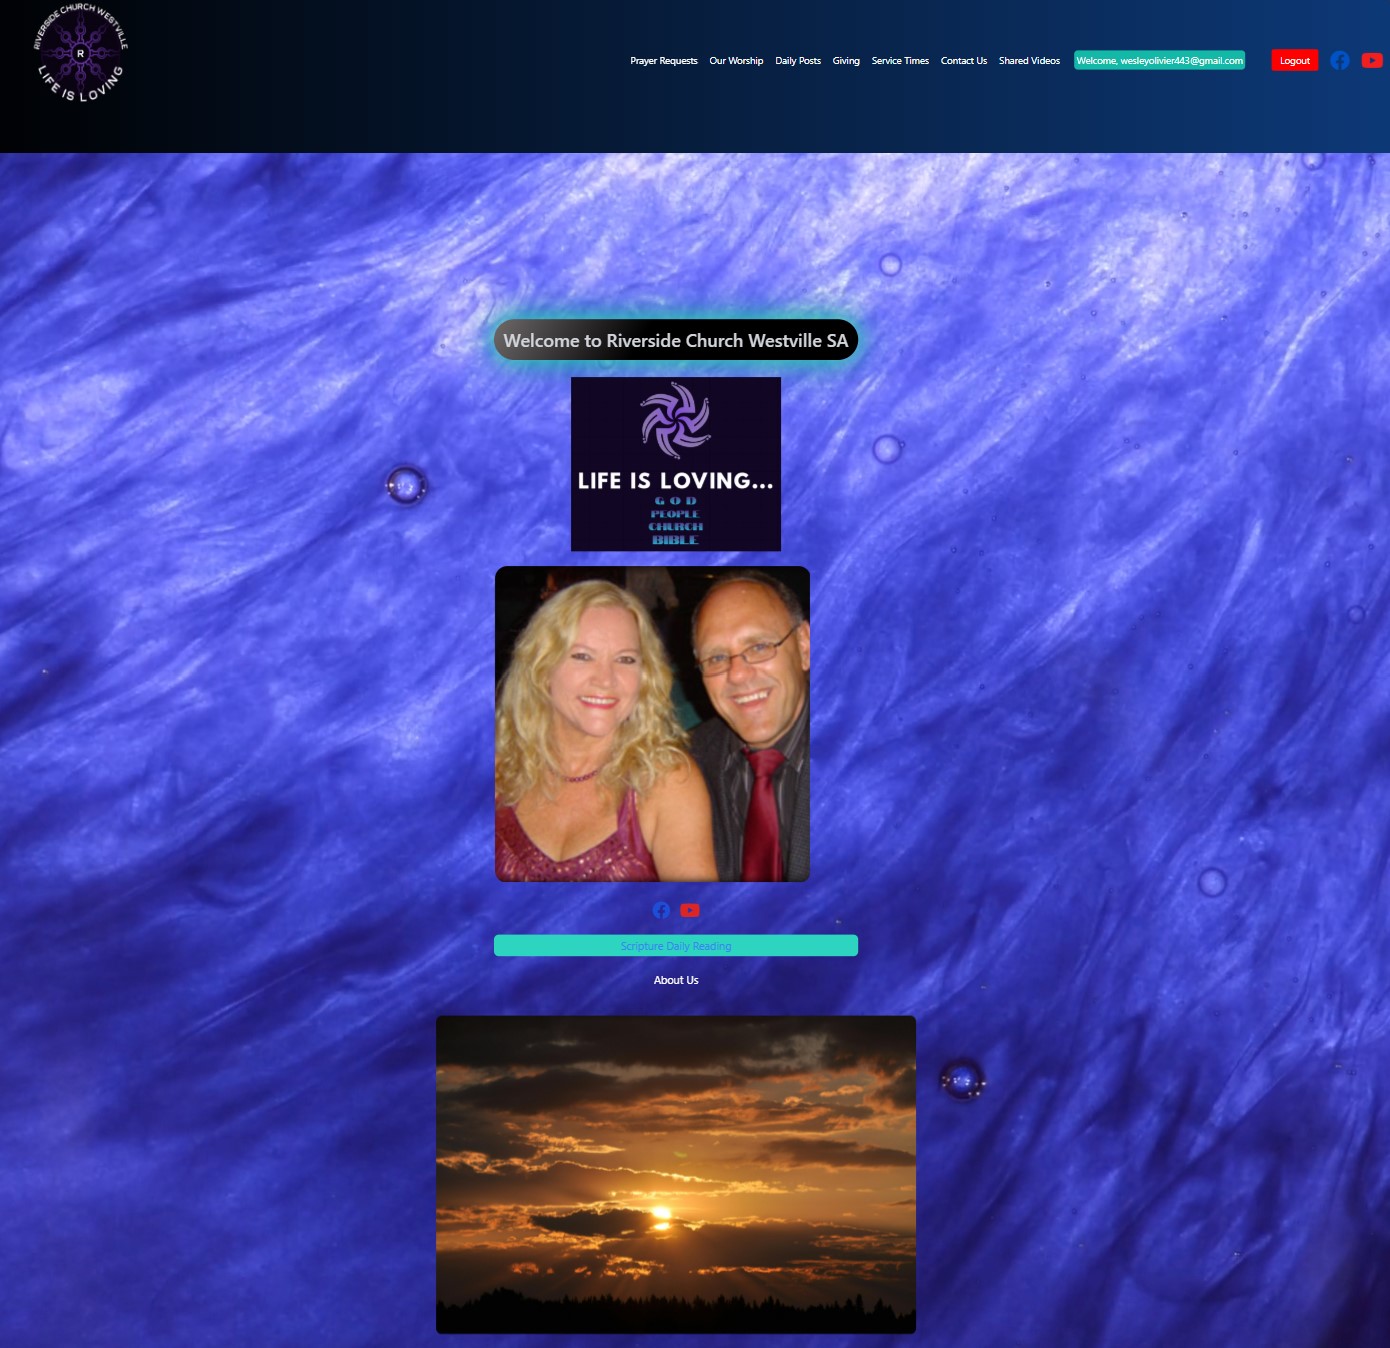 RIVERSIDE CHURCH WESTVILLE
R
LIFE IS LOVING
Prayer Requests Our Worship Daily Posts Giving Service Times Contact Us Shared Videos Welcome, wesleyolivier443@gmail.com Logout
Welcome to Riverside Church Westville SA
LIFE IS LOVING...
GOD
PEOPLE
CHURCH
BIBLE
Scripture Daily Reading
About Us